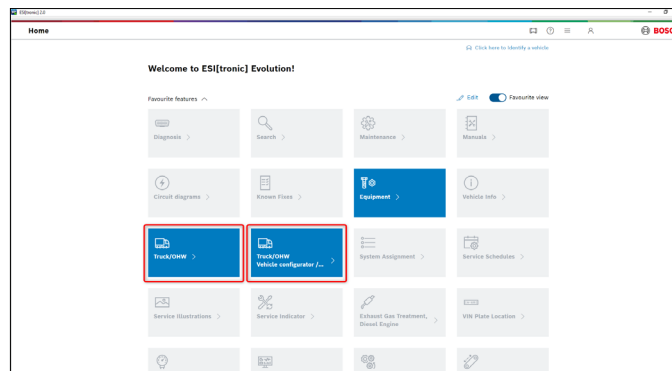 ESI[tronic] 2.0
Home
BOSC
Click here to identify a vehicle
Welcome to ESI[tronic] Evolution!
Favourite features
Edit
Favourite view
Diagnosis >
Search >
Maintenance >
Manuals >
Circuit diagrams >
Known Fixes >
Equipment >
Vehicle Info >
Truck/OHW >
Truck/OHW
Vehicle configurator /... >
System Assignment >
Service Schedules >
Service Illustrations >
Service Indicator >
Exhaust Gas Treatment,
Diesel Engine >
VIN Plate Location >